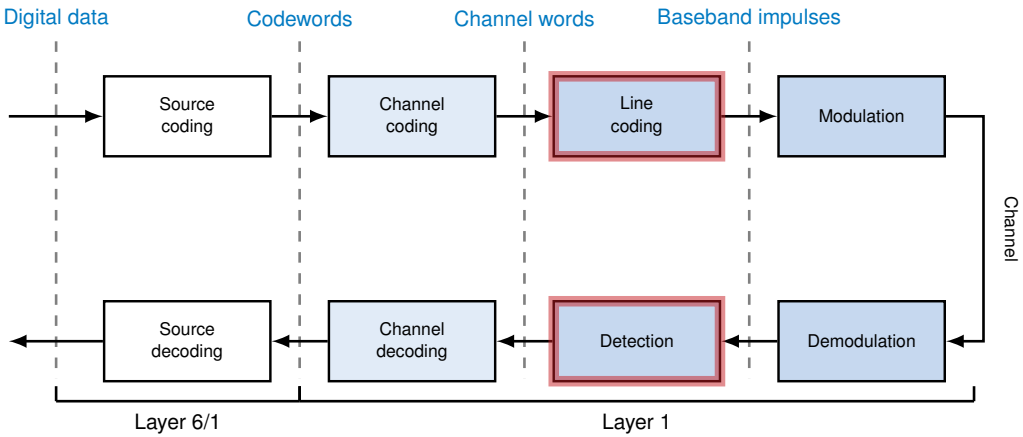 Digital data
Codewords
Channel words
Baseband impulses
Source
coding
Channel
coding
Line
coding
Modulation
Channel
Source
decoding
Channel
decoding
Detection
Demodulation
Layer 6/1
Layer 1